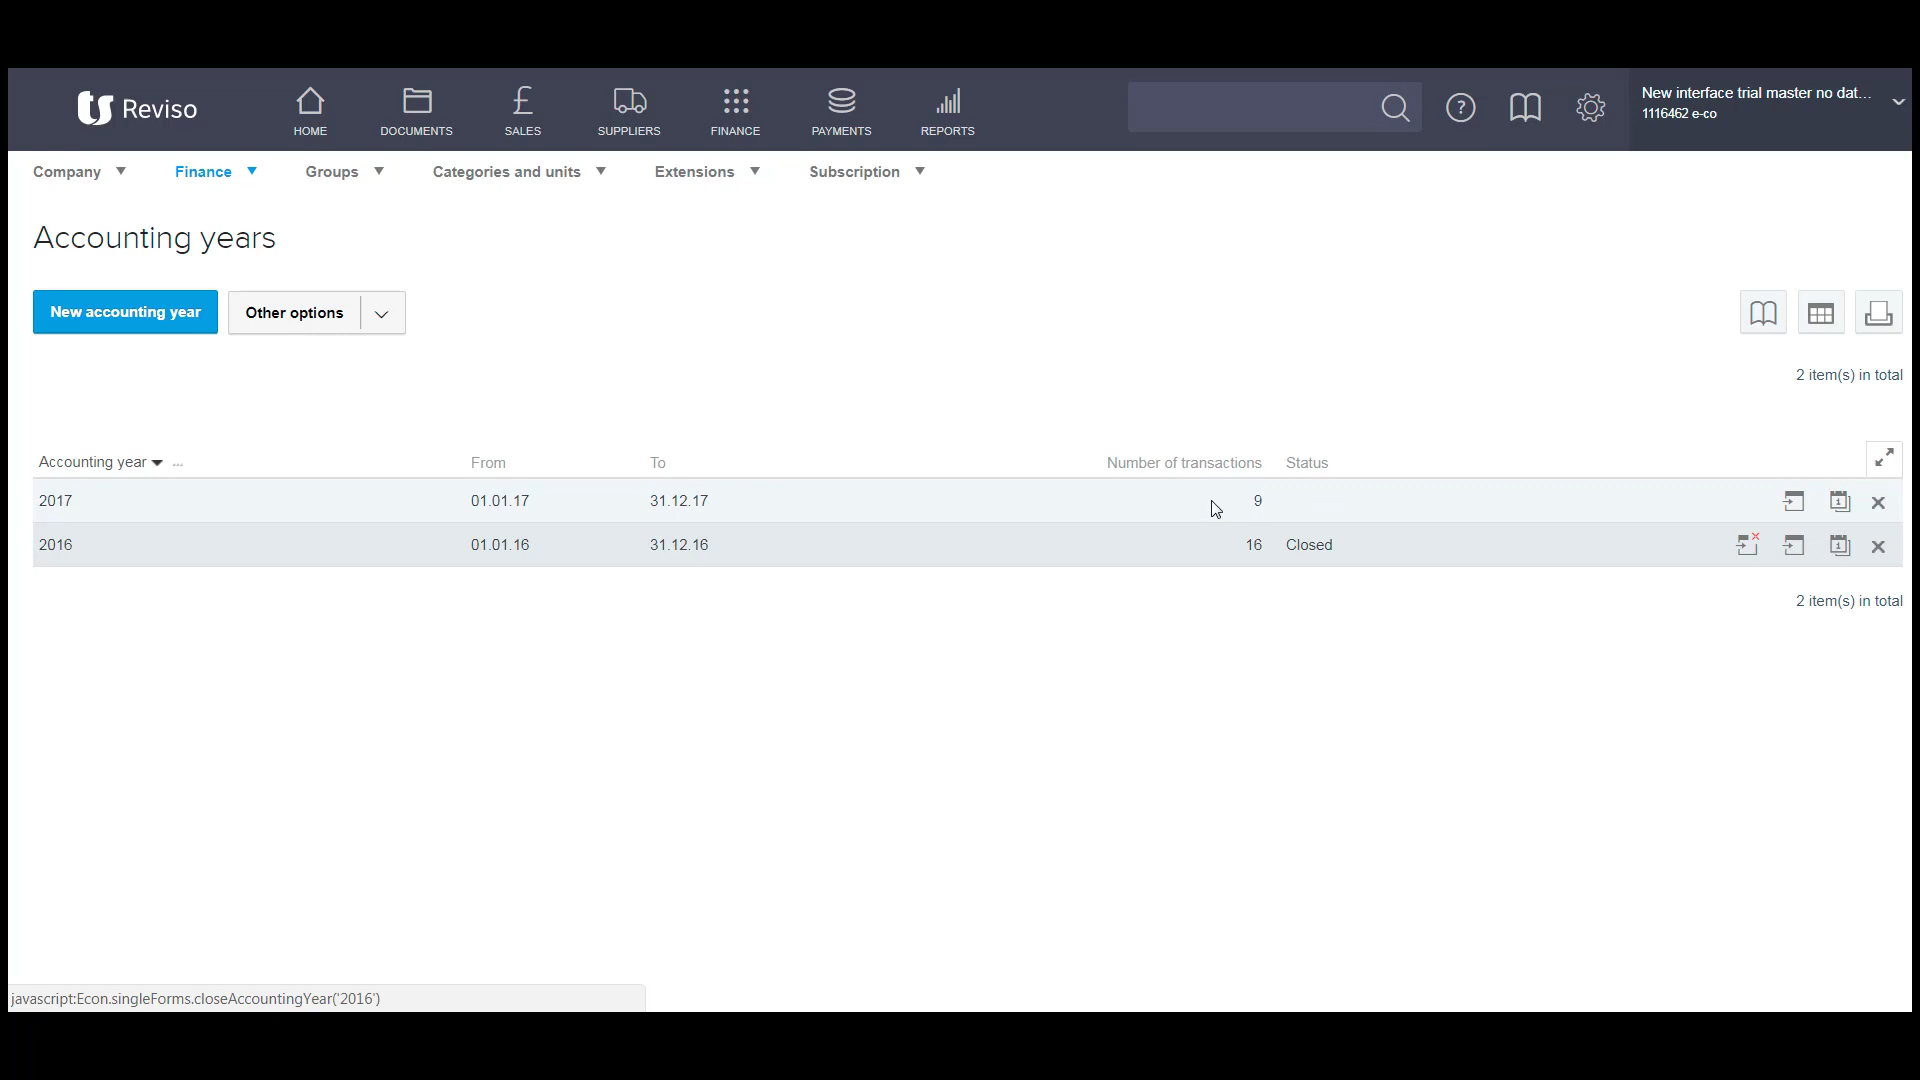 Reviso
HOME DOCUMENTS SALES SUPPLIERS FINANCE PAYMENTS REPORTS
?
New interface trial master no dat...
1116462 e-co
Company Finance Groups Categories and units Extensions Subscription
Accounting years
New accounting year Other options
2 item(s) in total
Accounting year ... From To Number of transactions Status
2017 01.01.17 31.12.17 9
2016 01.01.16 31.12.16 16 Closed
2 item(s) in total
javascript:Econ.singleForms.closeAccountingYear('2016')